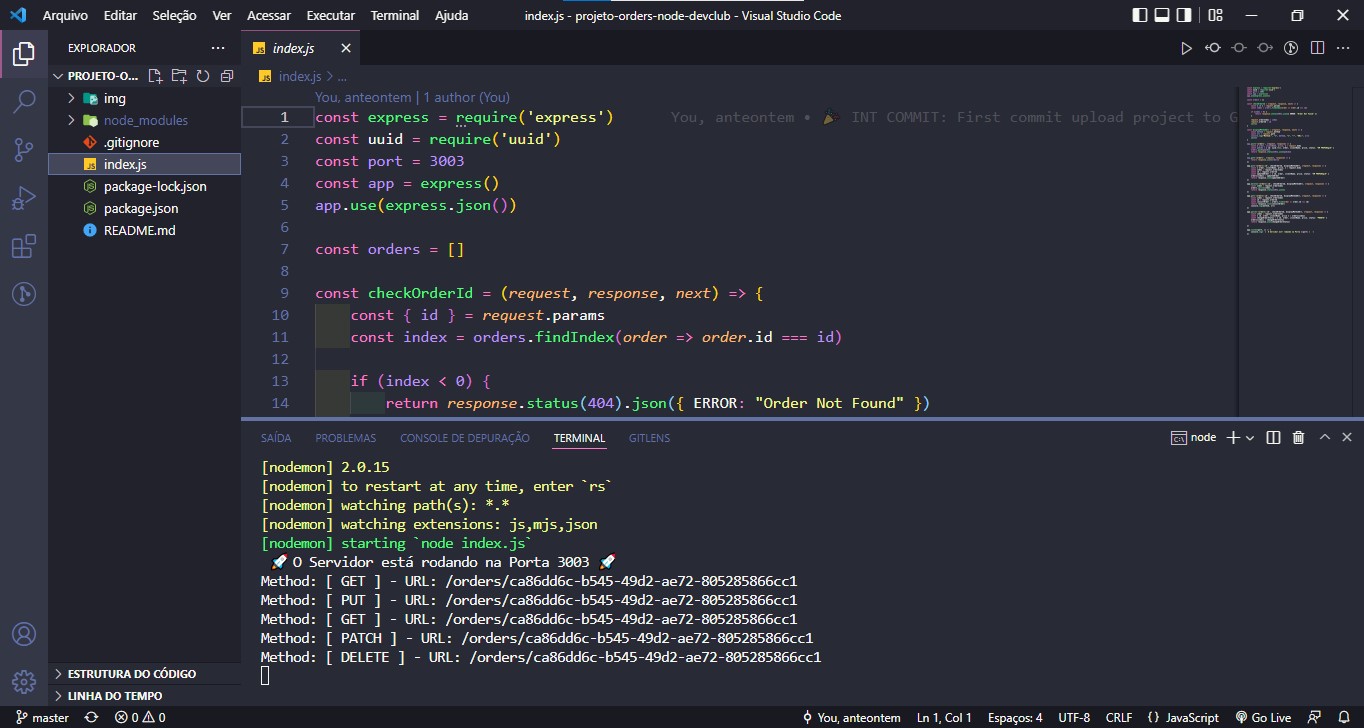 Arquivo Editar Seleção Ver Acessar Executar Terminal Ajuda index.js - projeto-orders-node-devclub - Visual Studio Code
EXPLORADOR
PROJETO-O...
img
node_modules
.gitignore
index.js
package-lock.json
package.json
README.md
ESTRUTURA DO CÓDIGO
LINHA DO TEMPO
index.js
index.js > ...
You, anteontem | 1 author (You)
1 const express = require('express') You, anteontem • 🎉 INT COMMIT: First commit upload project to G
2 const uuid = require('uuid')
3 const port = 3003
4 const app = express()
5 app.use(express.json())
6
7 const orders = []
8
9 const checkOrderId = (request, response, next) => {
10 const { id } = request.params
11 const index = orders.findIndex(order => order.id === id)
12
13 if (index < 0) {
14 return response.status(404).json({ ERROR: "Order Not Found" })
SAÍDA PROBLEMAS CONSOLE DE DEPURAÇÃO TERMINAL GITLENS node
[nodemon] 2.0.15
[nodemon] to restart at any time, enter `rs`
[nodemon] watching path(s): *.*
[nodemon] watching extensions: js,mjs,json
[nodemon] starting `node index.js`
🚀 O Servidor está rodando na Porta 3003 🚀
Method: [ GET ] - URL: /orders/ca86dd6c-b545-49d2-ae72-805285866cc1
Method: [ PUT ] - URL: /orders/ca86dd6c-b545-49d2-ae72-805285866cc1
Method: [ GET ] - URL: /orders/ca86dd6c-b545-49d2-ae72-805285866cc1
Method: [ PATCH ] - URL: /orders/ca86dd6c-b545-49d2-ae72-805285866cc1
Method: [ DELETE ] - URL: /orders/ca86dd6c-b545-49d2-ae72-805285866cc1
master 0 0 You, anteontem Ln 1, Col 1 Espaços: 4 UTF-8 CRLF {} JavaScript Go Live